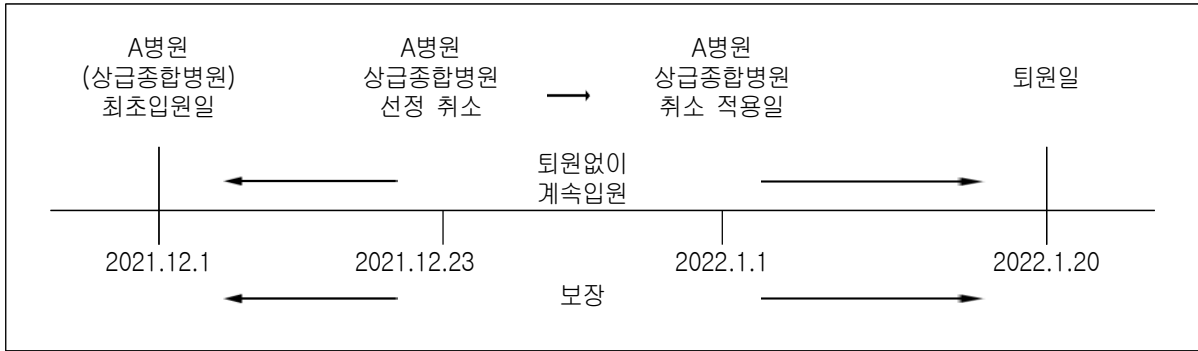 A병원
(상급종합병원)
최초입원일
A병원
상급종합병원
선정 취소
A병원
상급종합병원
취소 적용일
퇴원일
퇴원없이
계속입원
2021.12.1
2021.12.23
2022.1.1
2022.1.20
보장